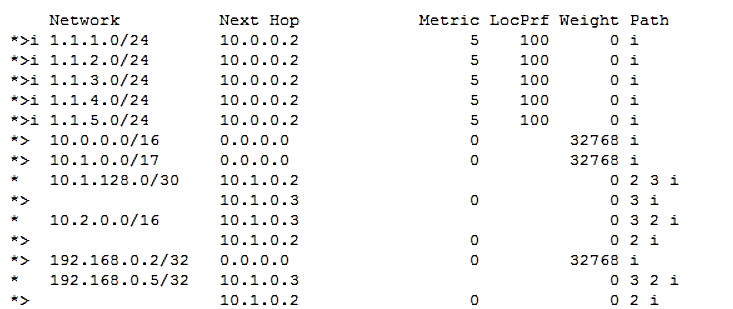 Network          Next Hop            Metric LocPrf Weight Path
*>i 1.1.1.0/24       10.0.0.2                 5    100      0 i
*>i 1.1.2.0/24       10.0.0.2                 5    100      0 i
*>i 1.1.3.0/24       10.0.0.2                 5    100      0 i
*>i 1.1.4.0/24       10.0.0.2                 5    100      0 i
*>i 1.1.5.0/24       10.0.0.2                 5    100      0 i
*>  10.0.0.0/16      0.0.0.0                  0         32768 i
*>  10.1.0.0/17      0.0.0.0                  0         32768 i
*   10.1.128.0/30    10.1.0.2                               0 2 3 i
*>                   10.1.0.3                 0             0 3 i
*   10.2.0.0/16      10.1.0.3                               0 3 2 i
*>                   10.1.0.2                 0             0 2 i
*>  192.168.0.2/32   0.0.0.0                  0         32768 i
*   192.168.0.5/32   10.1.0.3                               0 3 2 i
*>                   10.1.0.2                 0             0 2 i